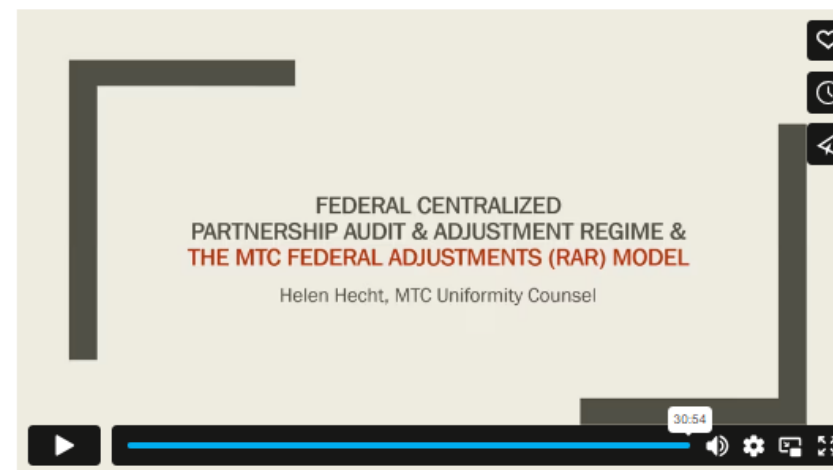 FEDERAL CENTRALIZED
PARTNERSHIP AUDIT & ADJUSTMENT REGIME &
THE MTC FEDERAL ADJUSTMENTS (RAR) MODEL
Helen Hecht, MTC Uniformity Counsel
30:54